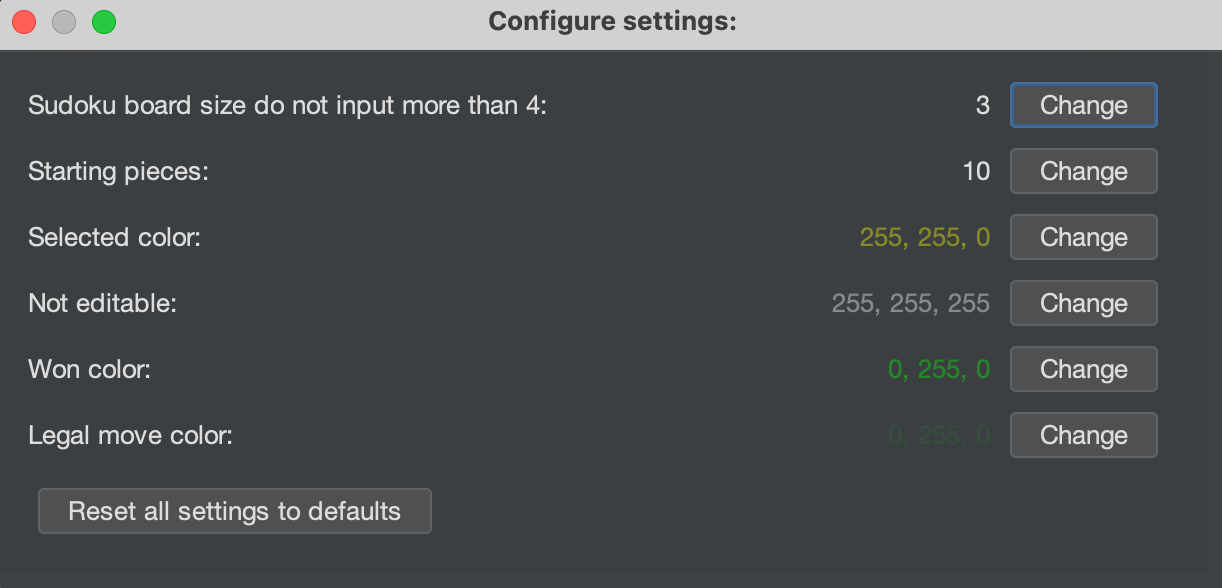 Configure settings:
Sudoku board size do not input more than 4: 3 Change
Starting pieces: 10 Change
Selected color: 255, 255, 0 Change
Not editable: 255, 255, 255 Change
Won color: 0, 255, 0 Change
Legal move color: 0, 255, 0 Change
Reset all settings to defaults